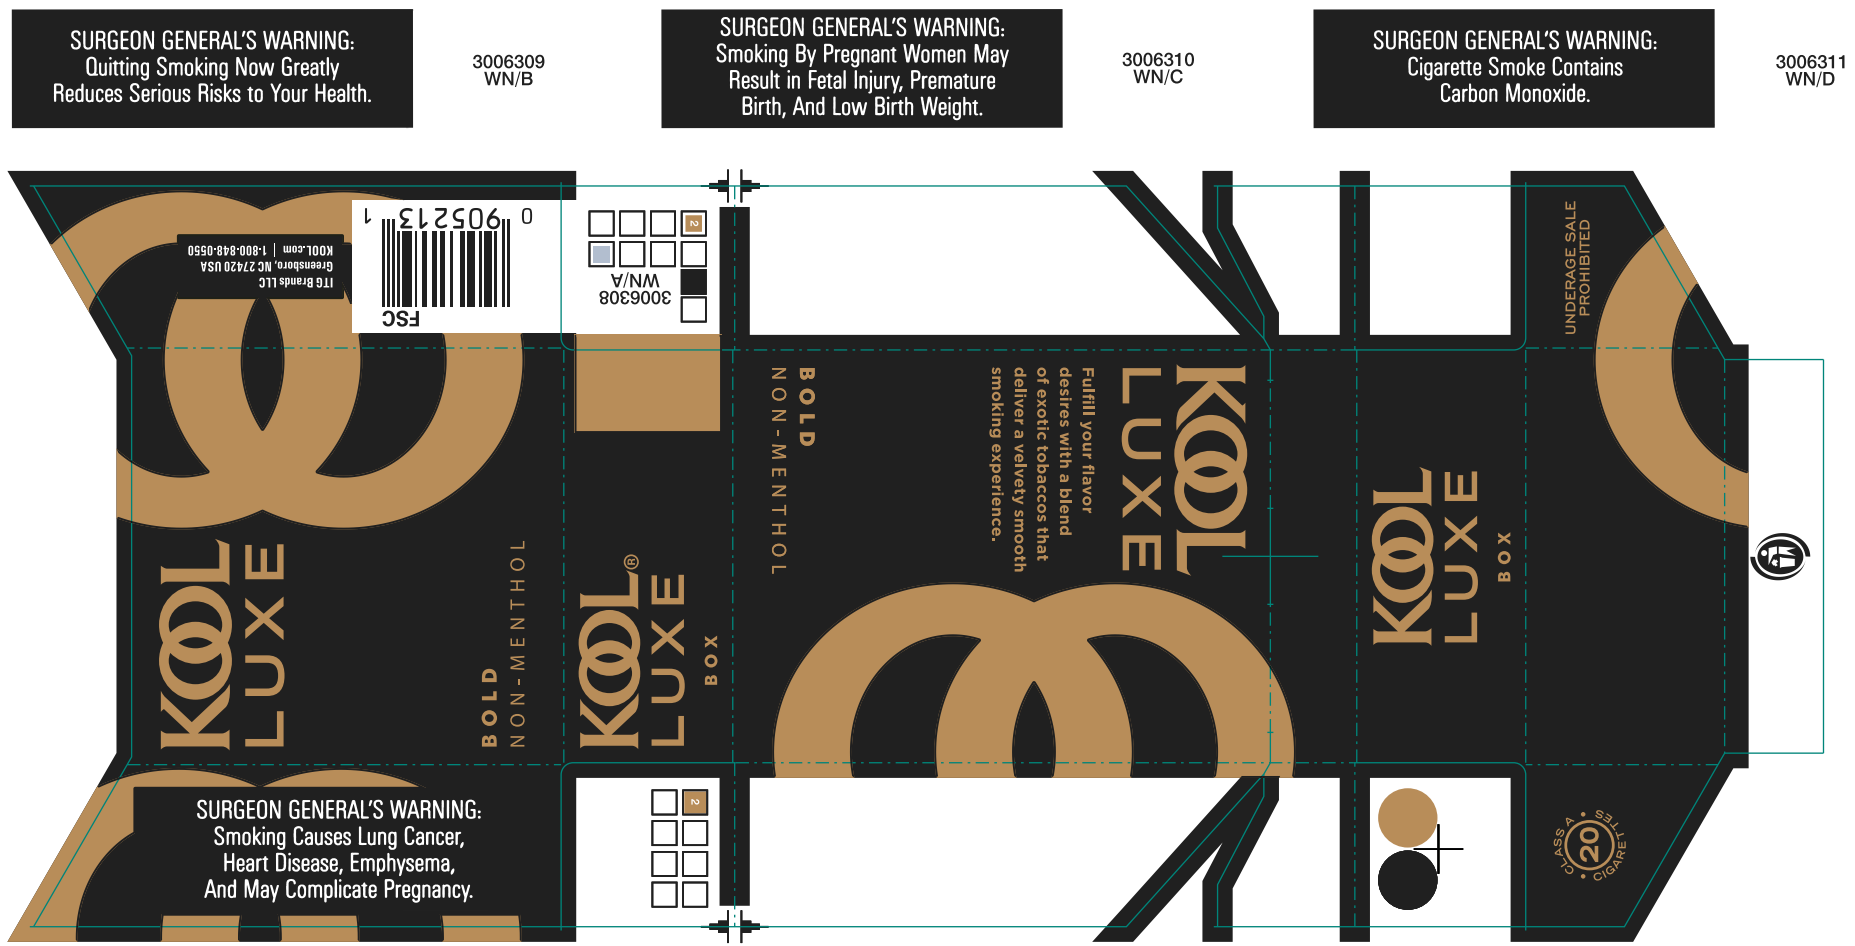 SURGEON GENERAL'S WARNING:
Quitting Smoking Now Greatly
Reduces Serious Risks to Your Health.
3006309
WN/B
SURGEON GENERAL'S WARNING:
Smoking By Pregnant Women May
Result in Fetal Injury, Premature
Birth, And Low Birth Weight.
3006310
WN/C
SURGEON GENERAL'S WARNING:
Cigarette Smoke Contains
Carbon Monoxide.
3006311
WN/D
ITG Brands LLC
Greensboro, NC 27420 USA
KOOL.com | 1-800-848-0550
FSC
0 905213 1
3006308
WN/A
2
KOOL
LUXE
BOLD
NON-MENTHOL
KOOL®
LUXE
BOX
BOLD
NON-MENTHOL
Fulfill your flavor
desires with a blend
of exotic tobaccos that
deliver a velvety smooth
smoking experience.
KOOL
LUXE
KOOL
LUXE
BOX
UNDERAGE SALE
PROHIBITED
SURGEON GENERAL'S WARNING:
Smoking Causes Lung Cancer,
Heart Disease, Emphysema,
And May Complicate Pregnancy.
2
CLASS A • 20 • CIGARETTES •